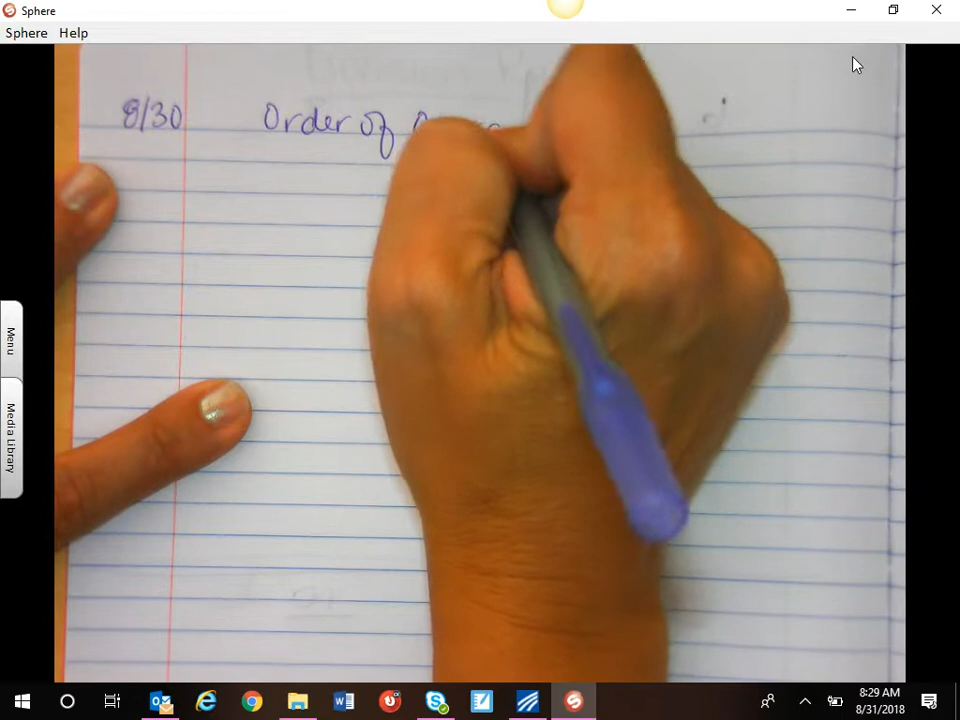 Sphere
Sphere Help
8/30 Order of
Menu
Media Library
8:29 AM
8/31/2018